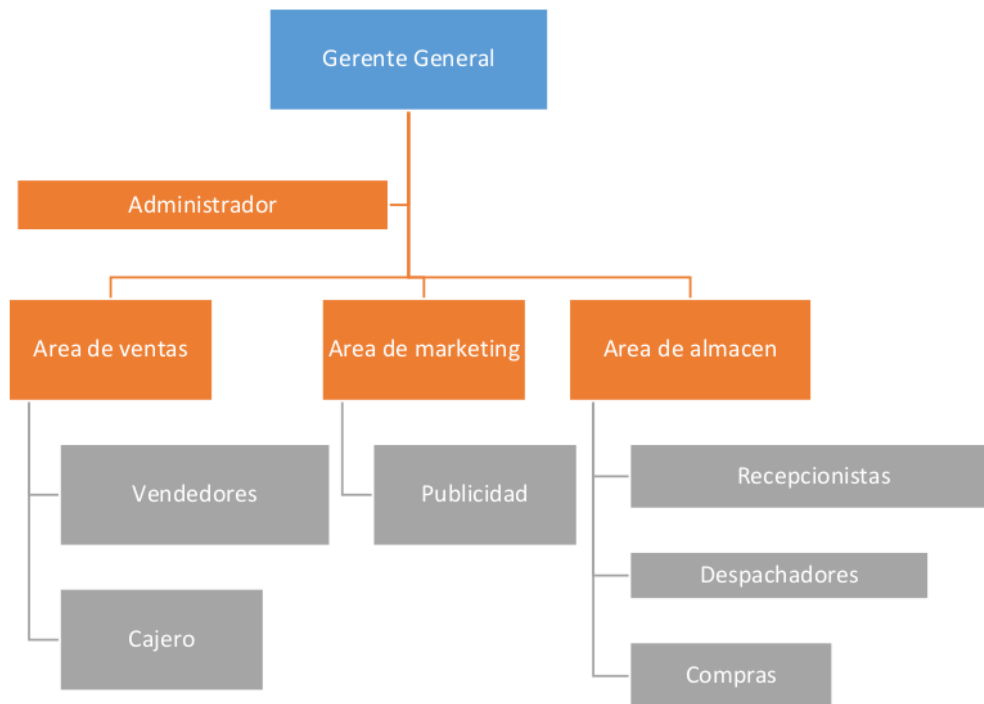 Gerente General
Administrador
Area de ventas
Area de marketing
Area de almacen
Vendedores
Publicidad
Recepcionistas
Despachadores
Cajero
Compras